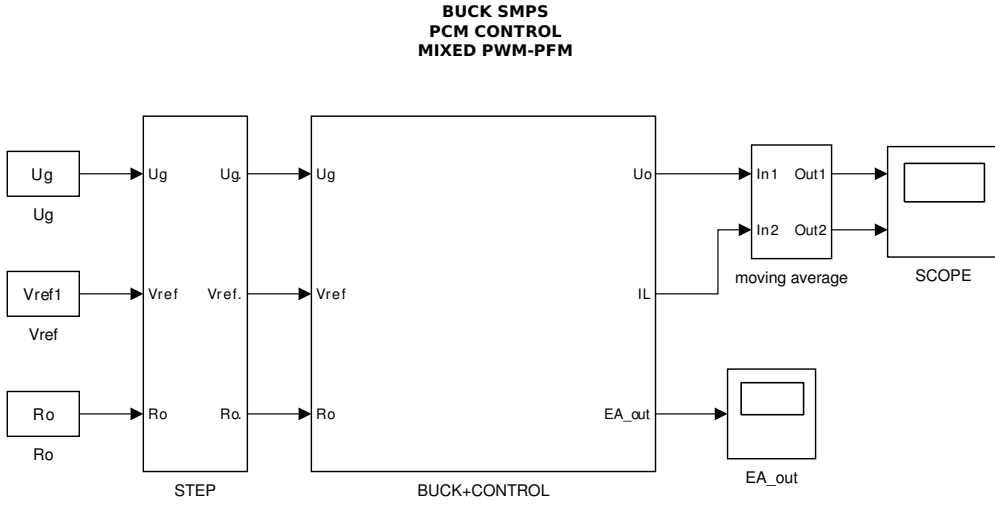 BUCK SMPS
PCM CONTROL
MIXED PWM-PFM
Ug
Ug
Vref1
Vref
Ro
Ro
Ug
Ug.
Vref
Vref.
Ro
Ro.
STEP
Ug
Uo
Vref
IL
Ro
EA_out
BUCK+CONTROL
In1
Out1
In2
Out2
moving average
SCOPE
EA_out